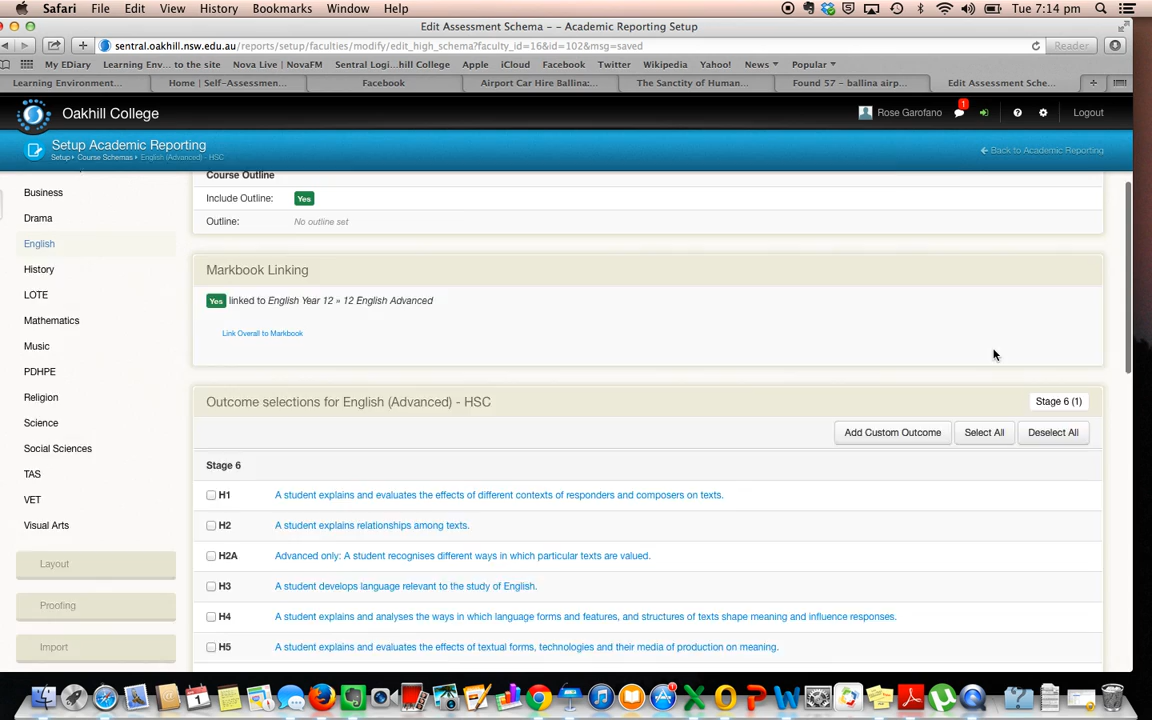 Safari File Edit View History Bookmarks Window Help Tue 7:14 pm
Edit Assessment Schema – – Academic Reporting Setup
sentral.oakhill.nsw.edu.au/reports/setup/faculties/modify/edit_high_schema?faculty_id=16&id=102&msg=saved Reader
My EDiary Learning Env... to the site Nova Live | NovaFM Sentral Logi...hill College Apple iCloud Facebook Twitter Wikipedia Yahoo! News Popular
Learning Environment... Home | Self–Assessmen... Facebook Airport Car Hire Ballina:... The Sanctity of Human... Found 57 – ballina airp... Edit Assessment Sche...
Oakhill College Rose Garofano 1 Logout
Setup Academic Reporting
Setup Course Schemas English (Advanced) - HSC
Back to Academic Reporting
Business
Drama
English
History
LOTE
Mathematics
Music
PDHPE
Religion
Science
Social Sciences
TAS
VET
Visual Arts
Layout
Proofing
Import
Course Outline
Include Outline: Yes
Outline: No outline set
Markbook Linking
Yes linked to English Year 12 » 12 English Advanced
Link Overall to Markbook
Outcome selections for English (Advanced) - HSC Stage 6 (1)
Add Custom Outcome Select All Deselect All
Stage 6
H1 A student explains and evaluates the effects of different contexts of responders and composers on texts.
H2 A student explains relationships among texts.
H2A Advanced only: A student recognises different ways in which particular texts are valued.
H3 A student develops language relevant to the study of English.
H4 A student explains and analyses the ways in which language forms and features, and structures of texts shape meaning and influence responses.
H5 A student explains and evaluates the effects of textual forms, technologies and their media of production on meaning.